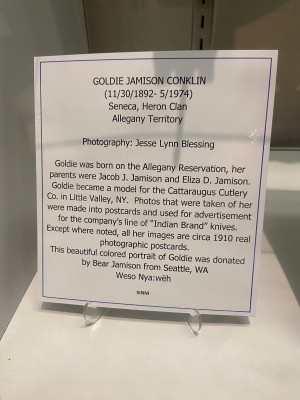 GOLDIE JAMISON CONKLIN
(11/30/1892- 5/1974)
Seneca, Heron Clan
Allegany Territory
Photography: Jesse Lynn Blessing
Goldie was born on the Allegany Reservation, her
parents were Jacob J. Jamison and Eliza D. Jamison.
Goldie became a model for the Cattaraugus Cutlery
Co. in Little Valley, NY.  Photos that were taken of her
were made into postcards and used for advertisement
for the company's line of "Indian Brand" knives.
Except where noted, all her images are circa 1910 real
photographic postcards.
This beautiful colored portrait of Goldie was donated
by Bear Jamison from Seattle, WA
Weso Nya:wëh
SINM